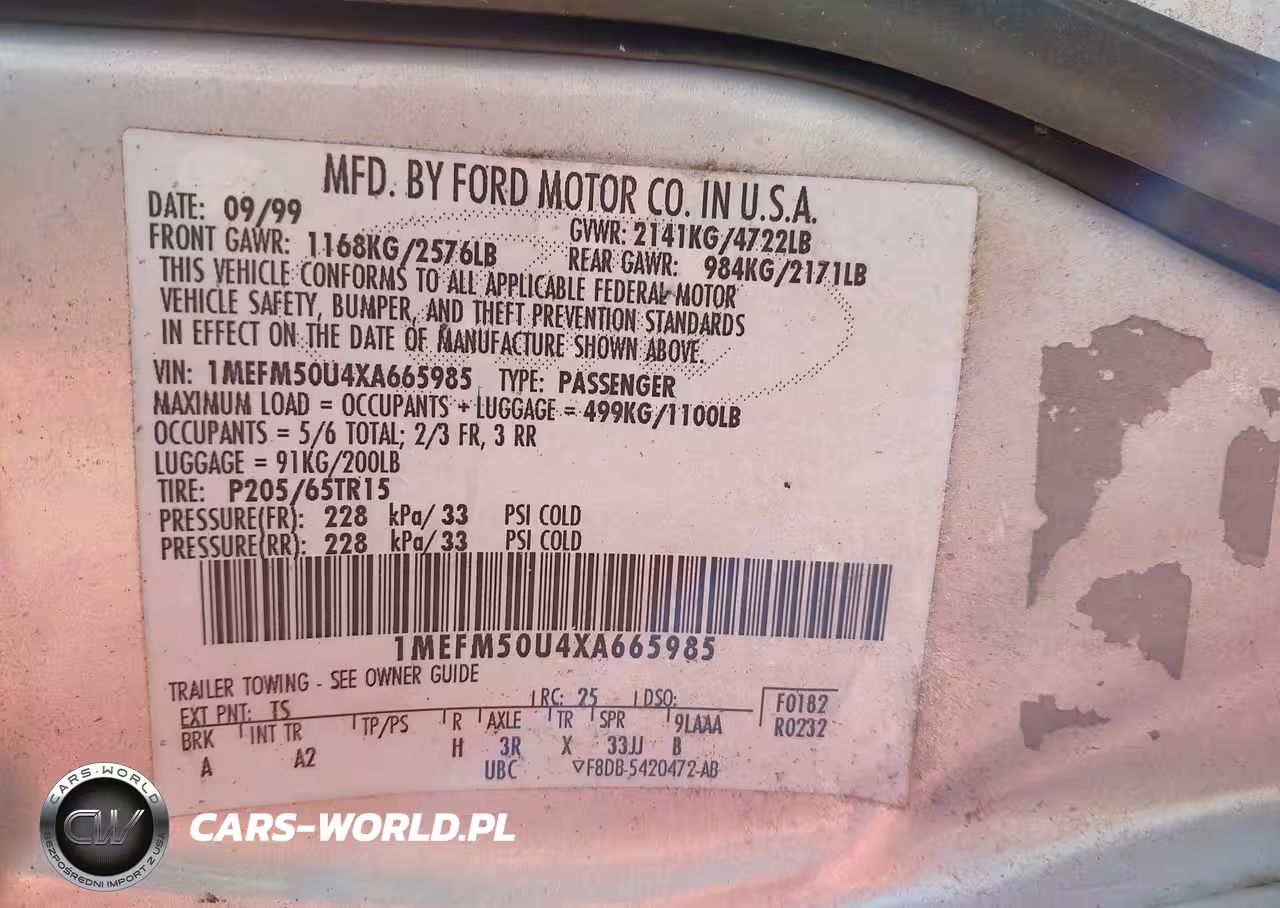 MFD. BY FORD MOTOR CO. IN U.S.A.
DATE: 09/99 GVWR: 2141KG/4722LB
FRONT GAWR: 1168KG/2576LB REAR GAWR: 984KG/2171LB
THIS VEHICLE CONFORMS TO ALL APPLICABLE FEDERAL MOTOR
VEHICLE SAFETY, BUMPER, AND THEFT PREVENTION STANDARDS
IN EFFECT ON THE DATE OF MANUFACTURE SHOWN ABOVE.
VIN: 1MEFM50U4XA665985 TYPE: PASSENGER
MAXIMUM LOAD = OCCUPANTS + LUGGAGE = 499KG/1100LB
OCCUPANTS = 5/6 TOTAL; 2/3 FR, 3 RR
LUGGAGE = 91KG/200LB
TIRE: P205/65TR15
PRESSURE(FR): 228 kPa/ 33 PSI COLD
PRESSURE(RR): 228 kPa/ 33 PSI COLD
1MEFM50U4XA665985
TRAILER TOWING - SEE OWNER GUIDE
EXT PNT: TS RC: 25 DSO: F0182
BRK INT TR TP/PS R AXLE TR SPR 9LAAA R0232
A A2 H 3R X 33JJ B
UBC ▽F8DB-5420472-AB
CARS-WORLD
CW
BEZPOŚREDNI IMPORT Z USA
CARS-WORLD.PL